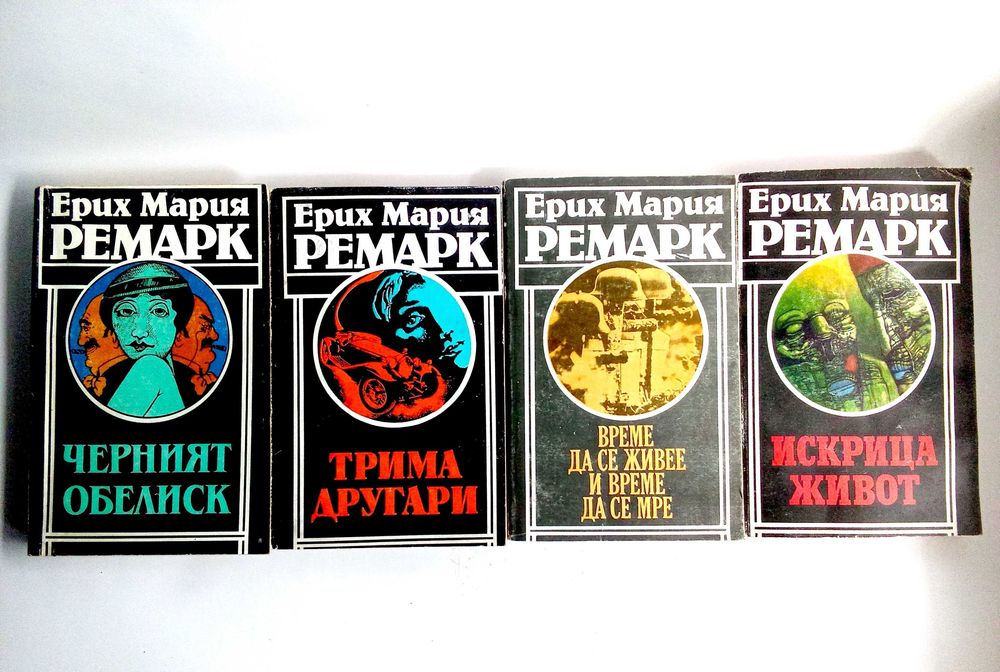 Ерих Мария
РЕМАРК
ЧЕРНИЯТ
ОБЕЛИСК
Ерих Мария
РЕМАРК
ТРИМА
ДРУГАРИ
Ерих Мария
РЕМАРК
ВРЕМЕ
ДА СЕ ЖИВЕЕ
И ВРЕМЕ
ДА СЕ МРЕ
Ерих Мария
РЕМАРК
ИСКРИЦА
ЖИВОТ